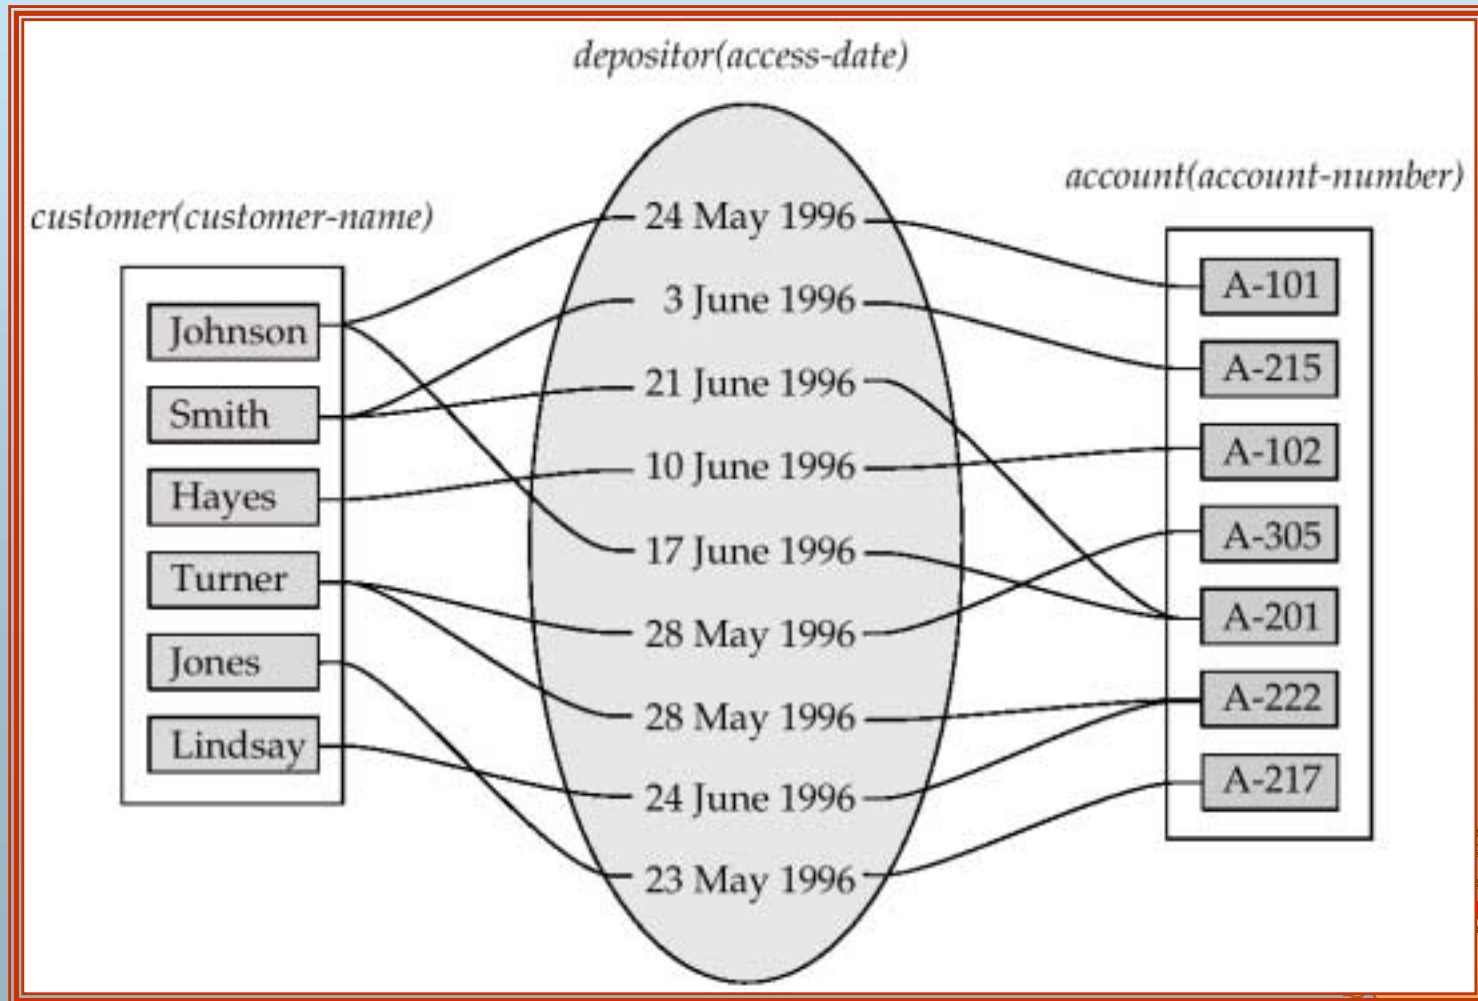 depositor(access-date)
customer(customer-name)
Johnson
Smith
Hayes
Turner
Jones
Lindsay
24 May 1996
3 June 1996
21 June 1996
10 June 1996
17 June 1996
28 May 1996
28 May 1996
24 June 1996
23 May 1996
account(account-number)
A-101
A-215
A-102
A-305
A-201
A-222
A-217